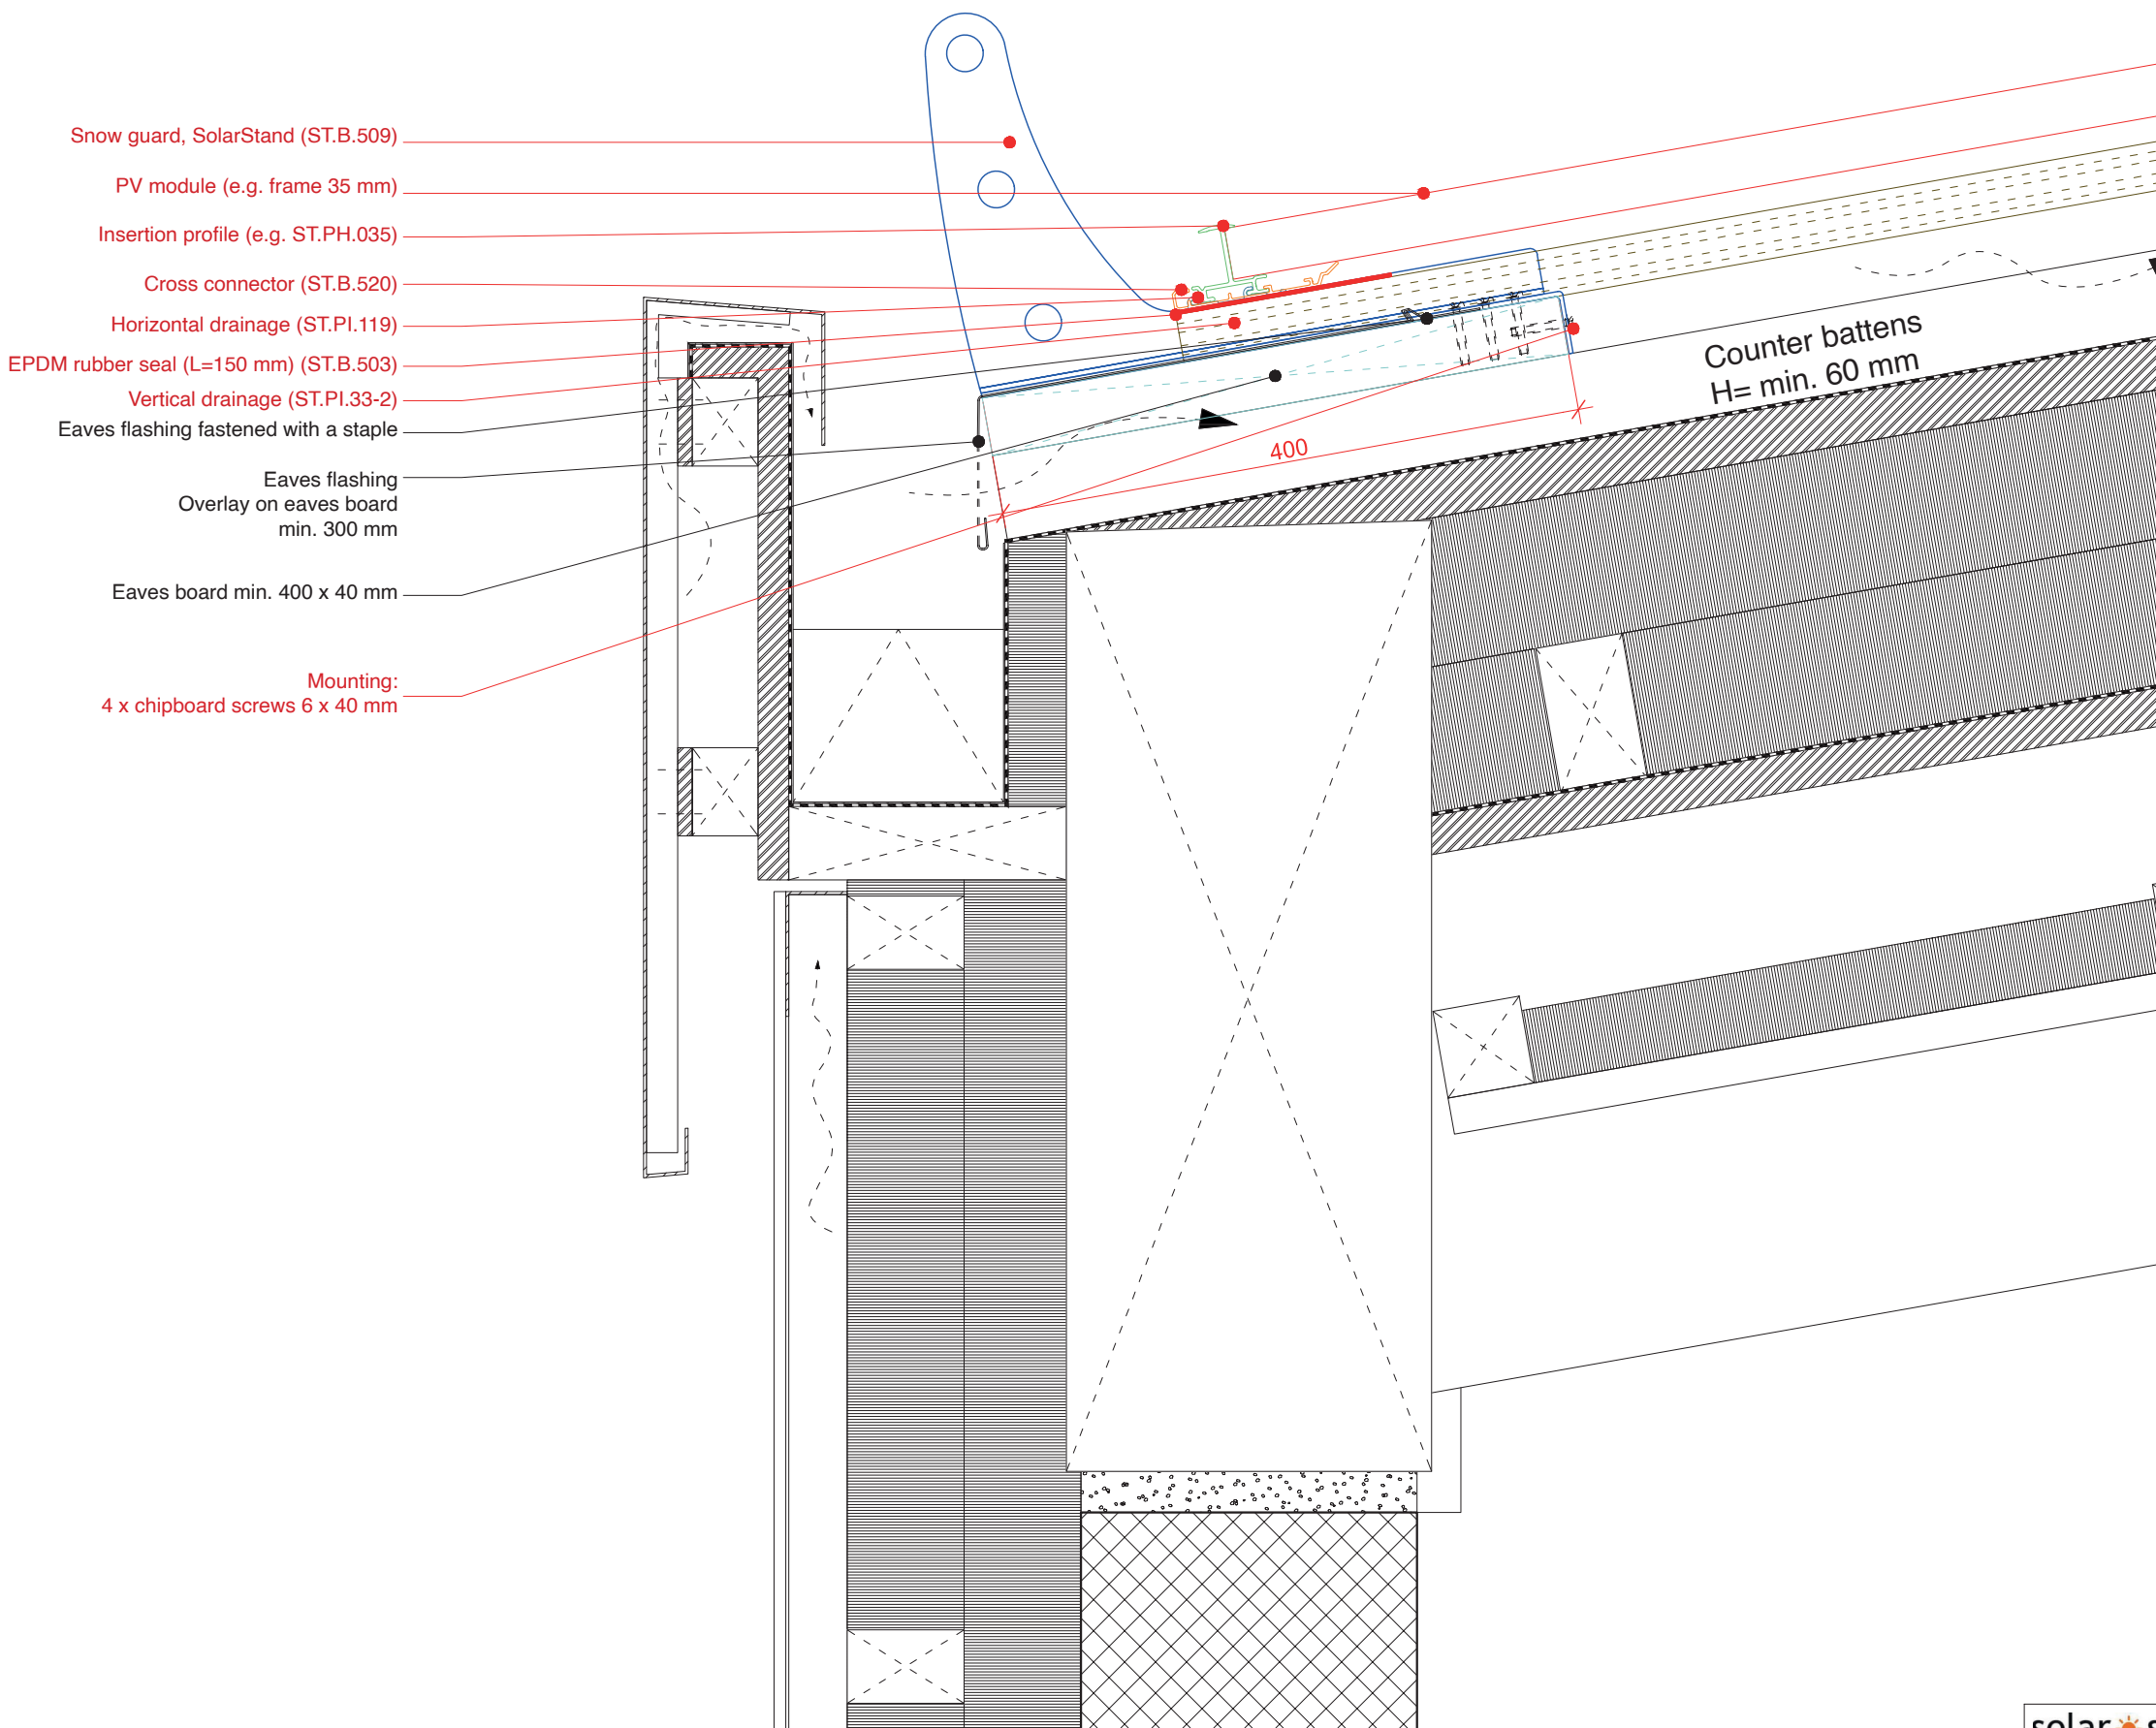 Snow guard, SolarStand (ST.B.509)
PV module (e.g. frame 35 mm)
Insertion profile (e.g. ST.PH.035)
Cross connector (ST.B.520)
Horizontal drainage (ST.PI.119)
EPDM rubber seal (L=150 mm) (ST.B.503)
Vertical drainage (ST.PI.33-2)
Eaves flashing fastened with a staple
Eaves flashing
Overlay on eaves board
min. 300 mm
Eaves board min. 400 x 40 mm
Mounting:
4 x chipboard screws 6 x 40 mm
400
Counter battens
H= min. 60 mm
solar